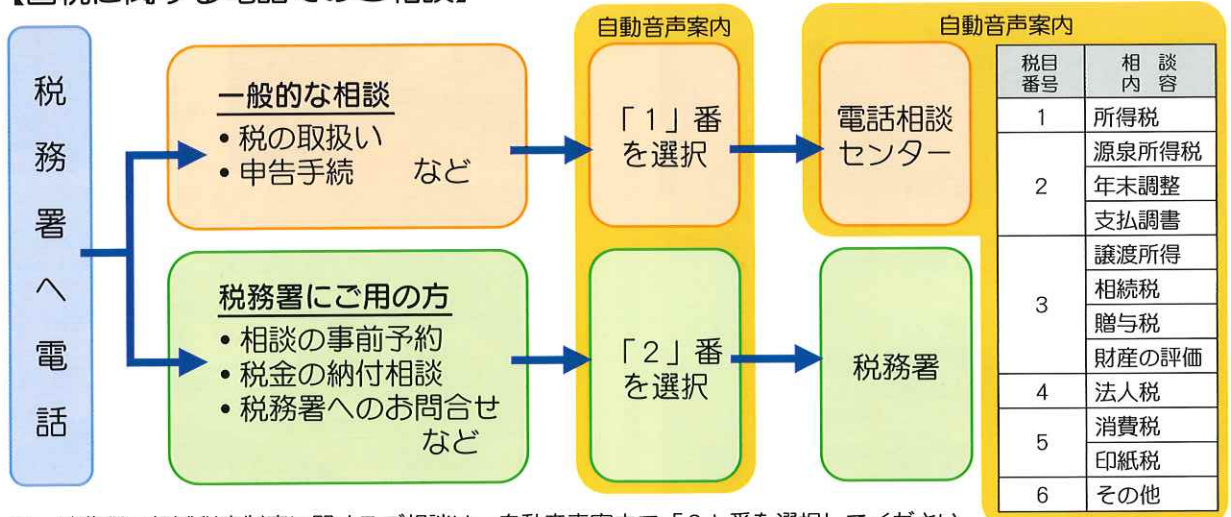 自動音声案内
自動音声案内
税務署へ電話
一般的な相談
・税の取扱い
・申告手続 など
「1」番
を選択
電話相談
センター
税務署にご用の方
・相談の事前予約
・税金の納付相談
・税務署へのお問合せ
など
「2」番
を選択
税務署
税目番号 相談内容
1 所得税
2 源泉所得税
年末調整
支払調書
3 譲渡所得
相続税
贈与税
財産の評価
4 法人税
5 消費税
印紙税
6 その他